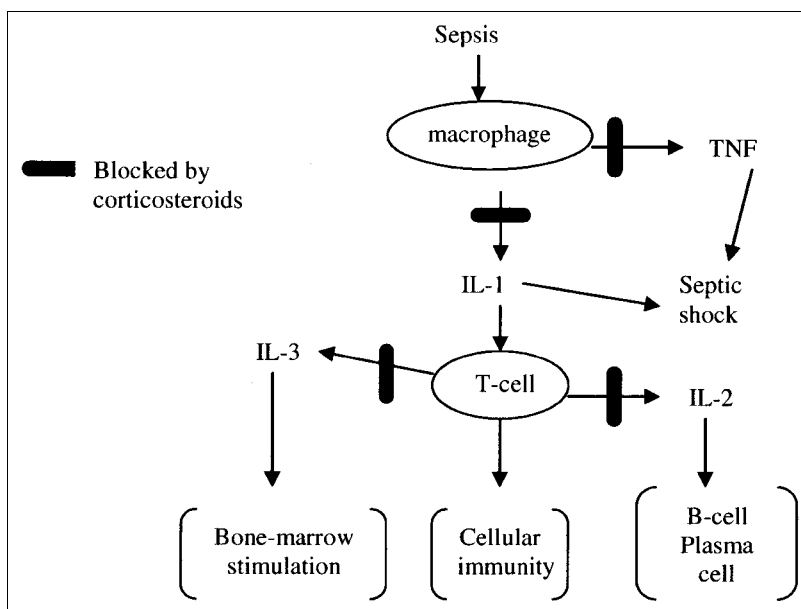 Sepsis
macrophage
TNF
Blocked by
corticosteroids
IL-1
Septic
shock
IL-3
T-cell
IL-2
Bone-marrow
stimulation
Cellular
immunity
B-cell
Plasma
cell